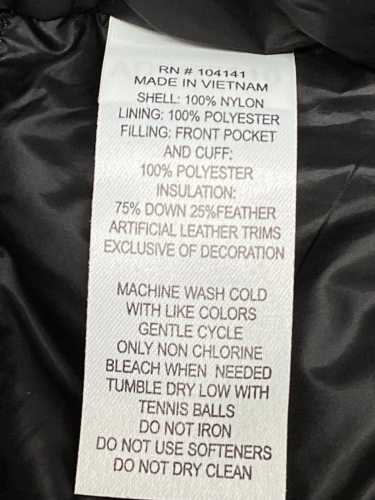 RN # 104141
MADE IN VIETNAM
SHELL: 100% NYLON
LINING: 100% POLYESTER
FILLING: FRONT POCKET
AND CUFF:
100% POLYESTER
INSULATION:
75% DOWN 25%FEATHER
ARTIFICIAL LEATHER TRIMS
EXCLUSIVE OF DECORATION
MACHINE WASH COLD
WITH LIKE COLORS
GENTLE CYCLE
ONLY NON CHLORINE
BLEACH WHEN NEEDED
TUMBLE DRY LOW WITH
TENNIS BALLS
DO NOT IRON
DO NOT USE SOFTENERS
DO NOT DRY CLEAN